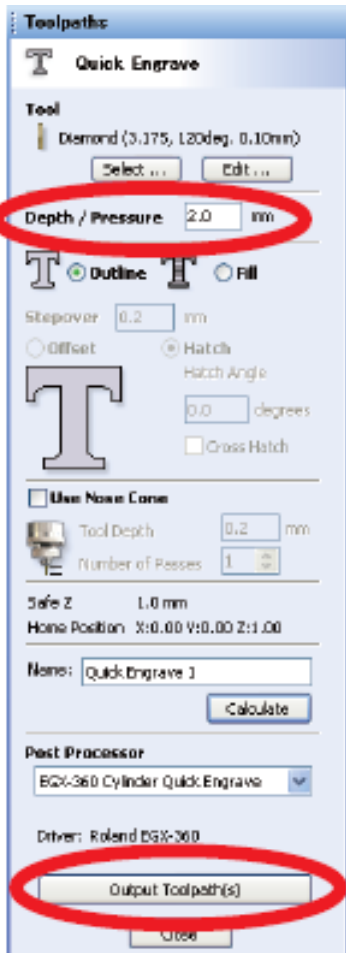 Toolpaths
Quick Engrave
Tool
Diamond (3.175, 120deg, 0.10mm)
Select ... Edit ...
Depth / Pressure 2.0 mm
Outline Fill
Stepover 0.2 mm
Offset Hatch
Hatch Angle
0.0 degrees
Cross Hatch
Use Nose Cone
Tool Depth 0.2 mm
Number of Passes 1
Safe Z 1.0 mm
Home Position X:0.00 Y:0.00 Z:1.00
Name: Quick Engrave 1
Calculate
Post Processor
EGX-360 Cylinder Quick Engrave
Driver: Roland EGX-360
Output Toolpath(s)
Close